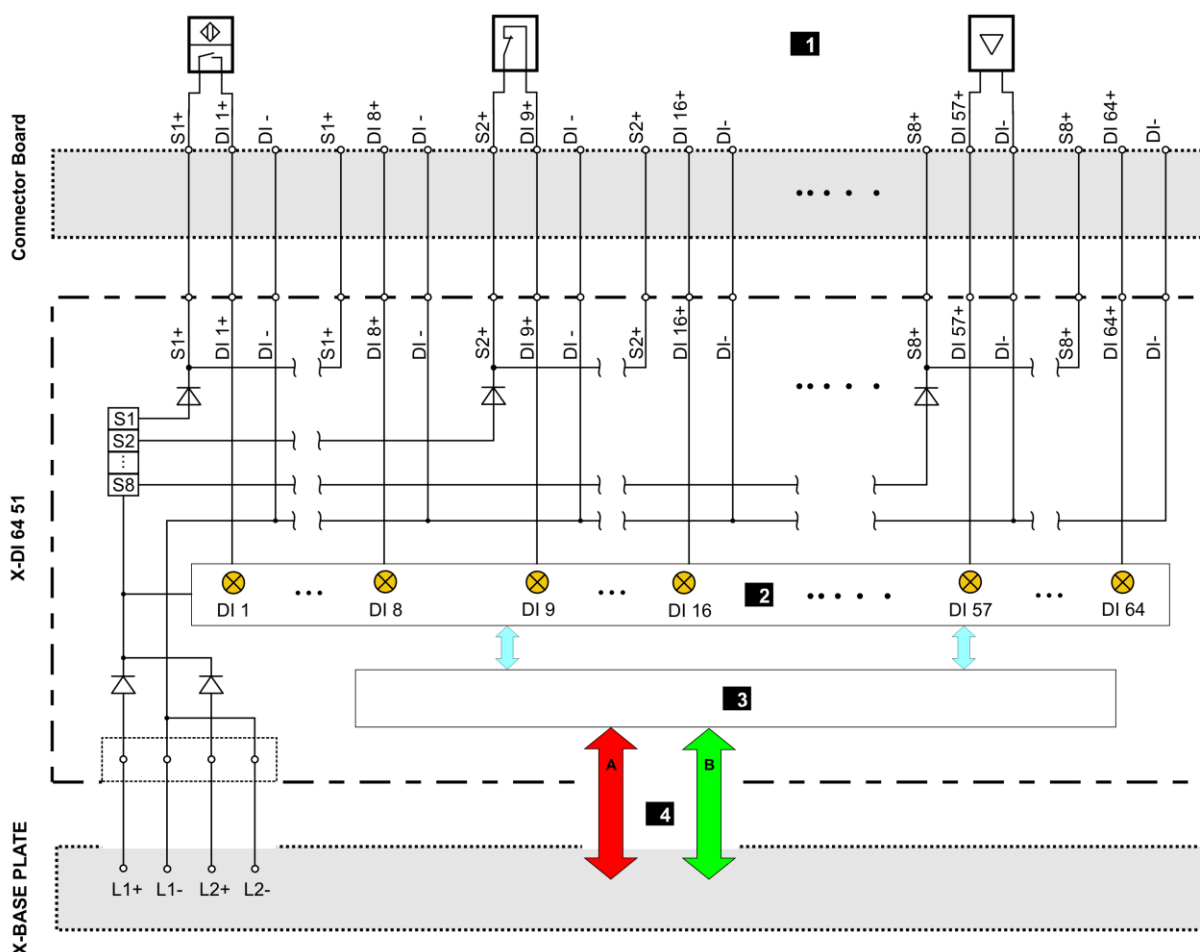 1
Connector Board
S1+ DI 1+ DI - S1+ DI 8+ DI - S2+ DI 9+ DI - S2+ DI 16+ DI- S8+ DI 57+ DI- S8+ DI 64+ DI-
X-DI 64 51
S1+ DI 1+ DI - S1+ DI 8+ DI - S2+ DI 9+ DI - S2+ DI 16+ DI- S8+ DI 57+ DI- S8+ DI 64+ DI-
S1
S2
S8
2
DI 1 DI 8 DI 9 DI 16 DI 57 DI 64
3
A B
4
X-BASE PLATE
L1+ L1- L2+ L2-